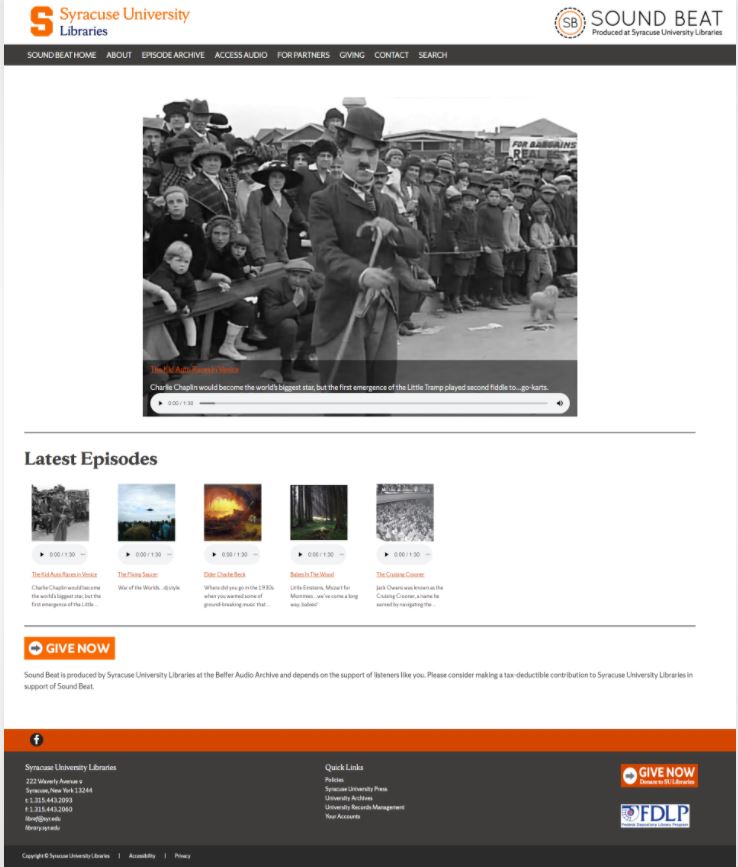 S Syracuse University
Libraries
SB SOUND BEAT
Produced at Syracuse University Libraries
SOUND BEAT HOME ABOUT EPISODE ARCHIVE ACCESS AUDIO FOR PARTNERS GIVING CONTACT SEARCH
FOR BARGAINS
The Kid Auto Races in Venice
Charlie Chaplin would become the world's biggest star, but the first emergence of the Little Tramp played second fiddle to...go-karts.
0:00 / 1:30
Latest Episodes
0:00 / 1:30
The Kid Auto Races in Venice
Charlie Chaplin would become
the world's biggest star, but the
first emergence of the Little ...
0:00 / 1:30
The Flying Saucer
War of the Worlds...dj style
0:00 / 1:30
Elder Charlie Beck
Where did you go in the 1930s
when you wanted some of
ground-breaking music that ...
0:00 / 1:30
Babes In The Wood
Little Einsteins, Mozart for
Mommies...we've come a long
way, babies!
0:00 / 1:30
The Cruising Crooner
Jack Owens was known as the
Cruising Crooner, a name he
earned by navigating the ...
GIVE NOW
Sound Beat is produced by Syracuse University Libraries at the Belfer Audio Archive and depends on the support of listeners like you. Please consider making a tax-deductible contribution to Syracuse University Libraries in
support of Sound Beat.
f
Syracuse University Libraries
222 Waverly Avenue
Syracuse, New York 13244
t: 1.315.443.2093
f: 1.315.443.2060
libref@syr.edu
library.syr.edu
Quick Links
Policies
Syracuse University Press
University Archives
University Records Management
Your Accounts
GIVE NOW
Donate to SU Libraries
FDLP
Federal Depository Library Program
Copyright © Syracuse University Libraries | Accessibility | Privacy